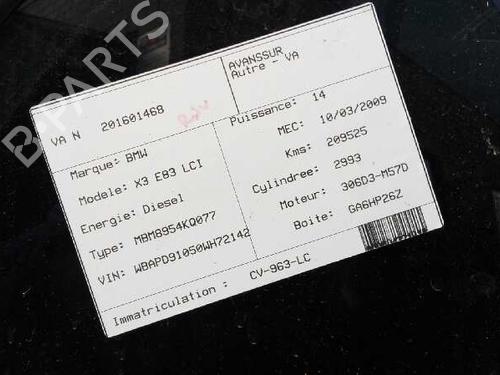 B-PARTS
AVANSSUR
Autre - VA
VA N 201601468
Marque: BMW
Modele: X3 E83 LCI
Energie: Diesel
Type: MBM8954KQ077
VIN: WBAPD91050WH72142
Puissance: 14
MEC: 10/03/2009
Kms: 209525
Cylindree: 2993
Moteur: 306D3-M57D
Boite: GA6HP26Z
Immatriculation : CV-963-LC